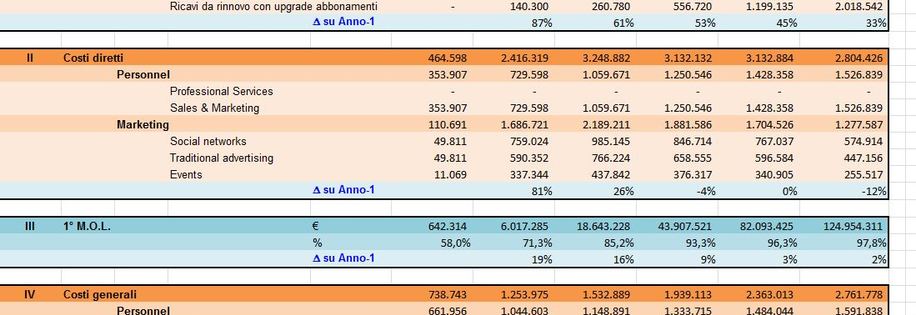 Ricavi da rinnovo con upgrade abbonamenti - 140.300 260.780 556.720 1.199.135 2.018.542
Δ su Anno-1 87% 61% 53% 45% 33%
II Costi diretti 464.598 2.416.319 3.248.882 3.132.132 3.132.884 2.804.426
Personnel 353.907 729.598 1.059.671 1.250.546 1.428.358 1.526.839
Professional Services - - - - - -
Sales & Marketing 353.907 729.598 1.059.671 1.250.546 1.428.358 1.526.839
Marketing 110.691 1.686.721 2.189.211 1.881.586 1.704.526 1.277.587
Social networks 49.811 759.024 985.145 846.714 767.037 574.914
Traditional advertising 49.811 590.352 766.224 658.555 596.584 447.156
Events 11.069 337.344 437.842 376.317 340.905 255.517
Δ su Anno-1 81% 26% -4% 0% -12%
III 1° M.O.L. € 642.314 6.017.285 18.643.228 43.907.521 82.093.425 124.954.311
% 58,0% 71,3% 85,2% 93,3% 96,3% 97,8%
Δ su Anno-1 19% 16% 9% 3% 2%
IV Costi generali 738.743 1.253.975 1.532.889 1.939.113 2.363.013 2.761.778
Personnel 661.956 1.044.603 1.148.891 1.333.715 1.484.044 1.591.838